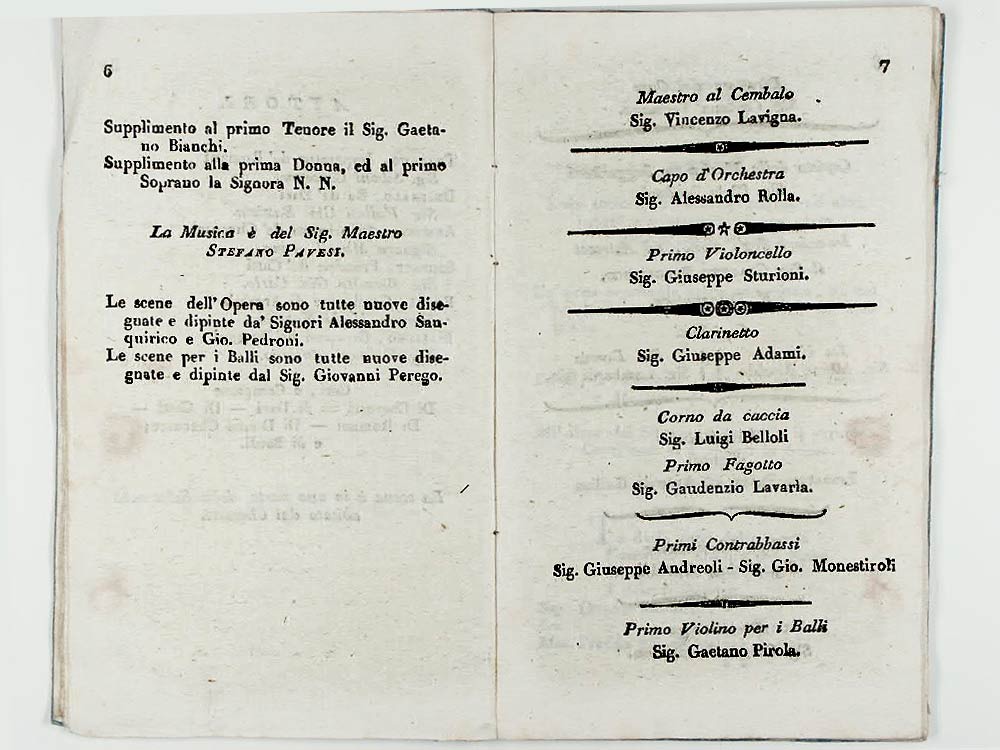 6
Supplimento al primo Tenore il Sig. Gaeta-
no Bianchi.
Supplimento alla prima Donna, ed al primo
Soprano la Signora N. N.
La Musica è del Sig. Maestro
STEFANO PAVESI.
Le scene dell' Opera sono tutte nuove dise-
gnate e dipinte da' Signori Alessandro San-
quirico e Gio. Pedroni.
Le scene per i Balli sono tutte nuove dise-
gnate e dipinte dal Sig. Giovanni Perego.
7
Maestro al Cembalo
Sig. Vincenzo Lavigna.
Capo d'Orchestra
Sig. Alessandro Rolla.
Primo Violoncello
Sig. Giuseppe Sturioni.
Clarinetto
Sig. Giuseppe Adami.
Corno da caccia
Sig. Luigi Belloli
Primo Fagotto
Sig. Gaudenzio Lavaria.
Primi Contrabbassi
Sig. Giuseppe Andreoli - Sig. Gio. Monestiroli
Primo Violino per i Balli
Sig. Gaetano Pirola.